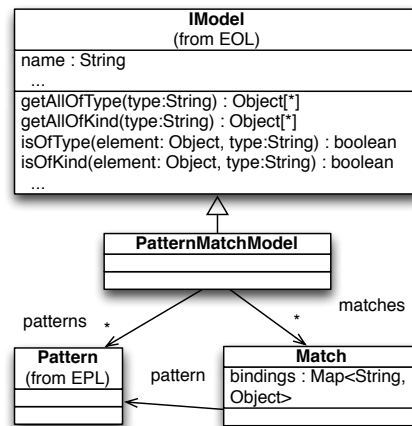 IModel
(from EOL)
name : String
...
getAllOfType(type:String) : Object[*]
getAllOfKind(type:String) : Object[*]
isOfType(element: Object, type:String) : boolean
isOfKind(element: Object, type:String) : boolean
...
PatternMatchModel
patterns
*
*
matches
Pattern
(from EPL)
pattern
Match
bindings : Map<String,
Object>